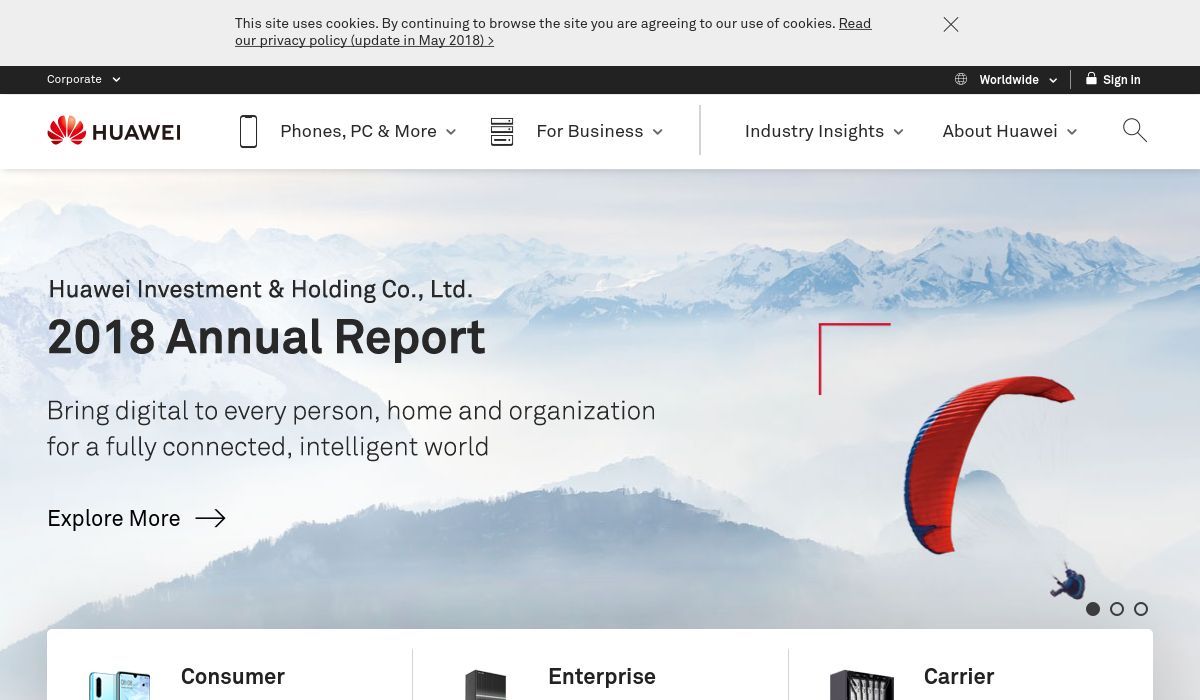 This site uses cookies. By continuing to browse the site you are agreeing to our use of cookies. Read
our privacy policy (update in May 2018) >
Corporate
Worldwide
Sign in
HUAWEI
Phones, PC & More
For Business
Industry Insights
About Huawei
Huawei Investment & Holding Co., Ltd.
2018 Annual Report
Bring digital to every person, home and organization
for a fully connected, intelligent world
Explore More
Consumer
Enterprise
Carrier